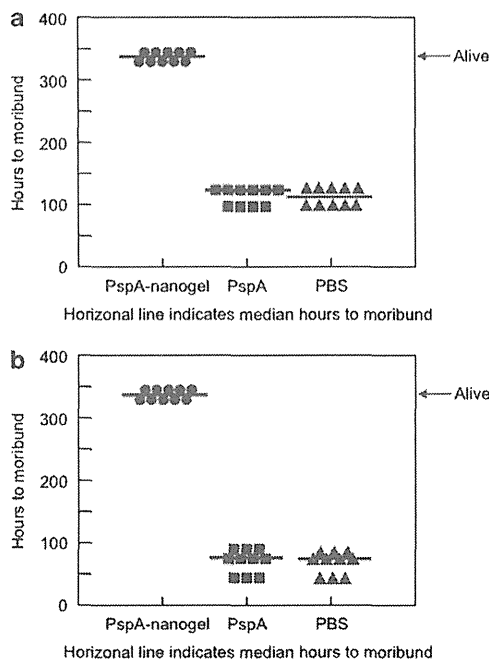 a
400
300
200
100
0
Hours to moribund
Alive
PspA-nanogel PspA PBS
Horizonal line indicates median hours to moribund
b
400
300
200
100
0
Hours to moribund
Alive
PspA-nanogel PspA PBS
Horizonal line indicates median hours to moribund